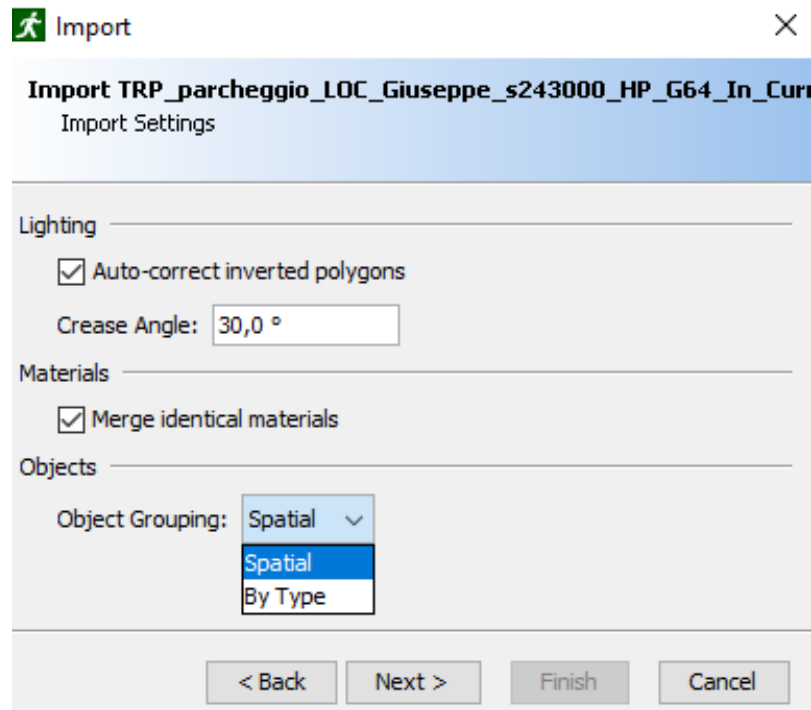 Import
Import TRP_parcheggio_LOC_Giuseppe_s243000_HP_G64_In_Curr
Import Settings
Lighting
Auto-correct inverted polygons
Crease Angle: 30,0 °
Materials
Merge identical materials
Objects
Object Grouping: Spatial
Spatial
By Type
< Back Next > Finish Cancel